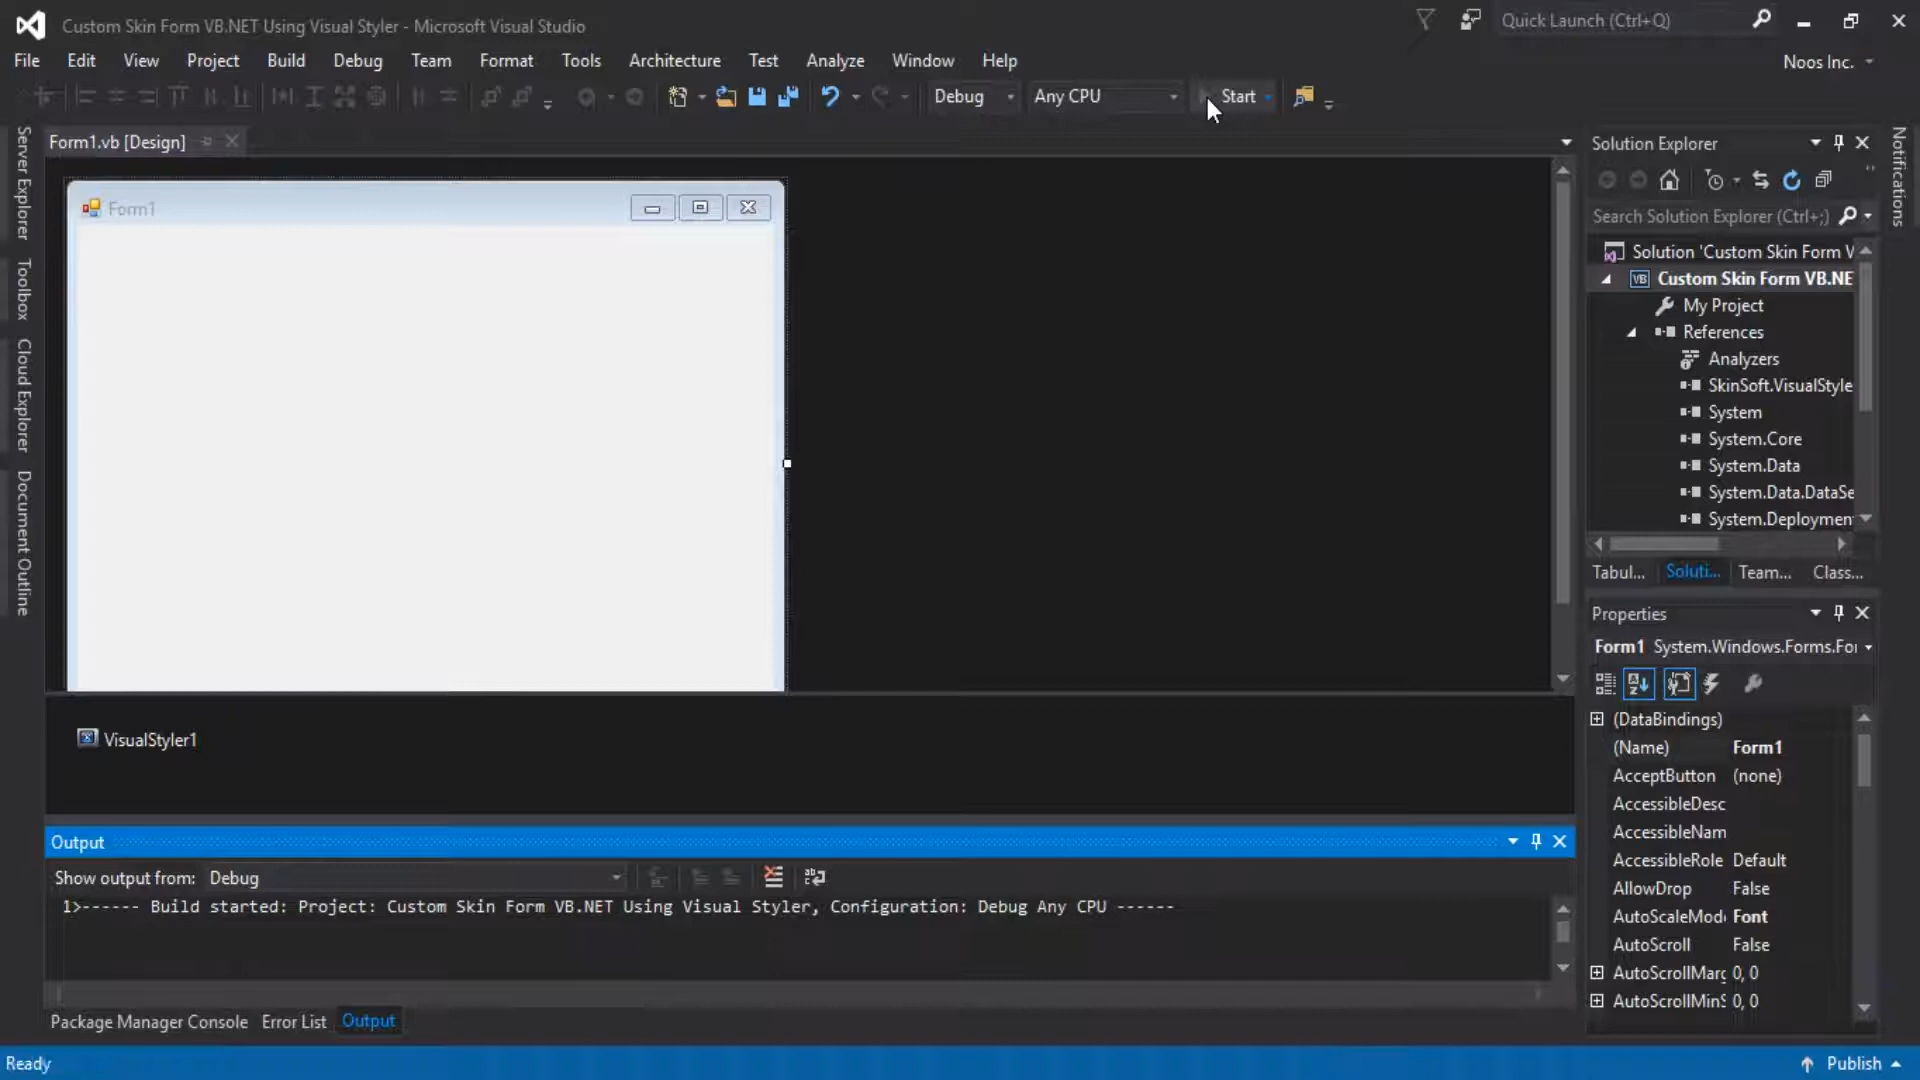 Custom Skin Form VB.NET Using Visual Styler - Microsoft Visual Studio
Quick Launch (Ctrl+Q)
File Edit View Project Build Debug Team Format Tools Architecture Test Analyze Window Help
Noos Inc.
Debug
Any CPU
Start
Server Explorer
Toolbox
Cloud Explorer
Document Outline
Form1.vb [Design]
Form1
VisualStyler1
Output
Show output from: Debug
1>------ Build started: Project: Custom Skin Form VB.NET Using Visual Styler, Configuration: Debug Any CPU ------
Package Manager Console Error List Output
Solution Explorer
Search Solution Explorer (Ctrl+;)
Solution 'Custom Skin Form V
VB Custom Skin Form VB.NE
My Project
References
Analyzers
SkinSoft.VisualStyle
System
System.Core
System.Data
System.Data.DataSe
System.Deploymen
Tabul... Soluti... Team... Class...
Properties
Form1 System.Windows.Forms.For
(DataBindings)
(Name) Form1
AcceptButton (none)
AccessibleDesc
AccessibleNam
AccessibleRole Default
AllowDrop False
AutoScaleMode Font
AutoScroll False
AutoScrollMarg 0, 0
AutoScrollMinS 0, 0
Notifications
Ready
Publish